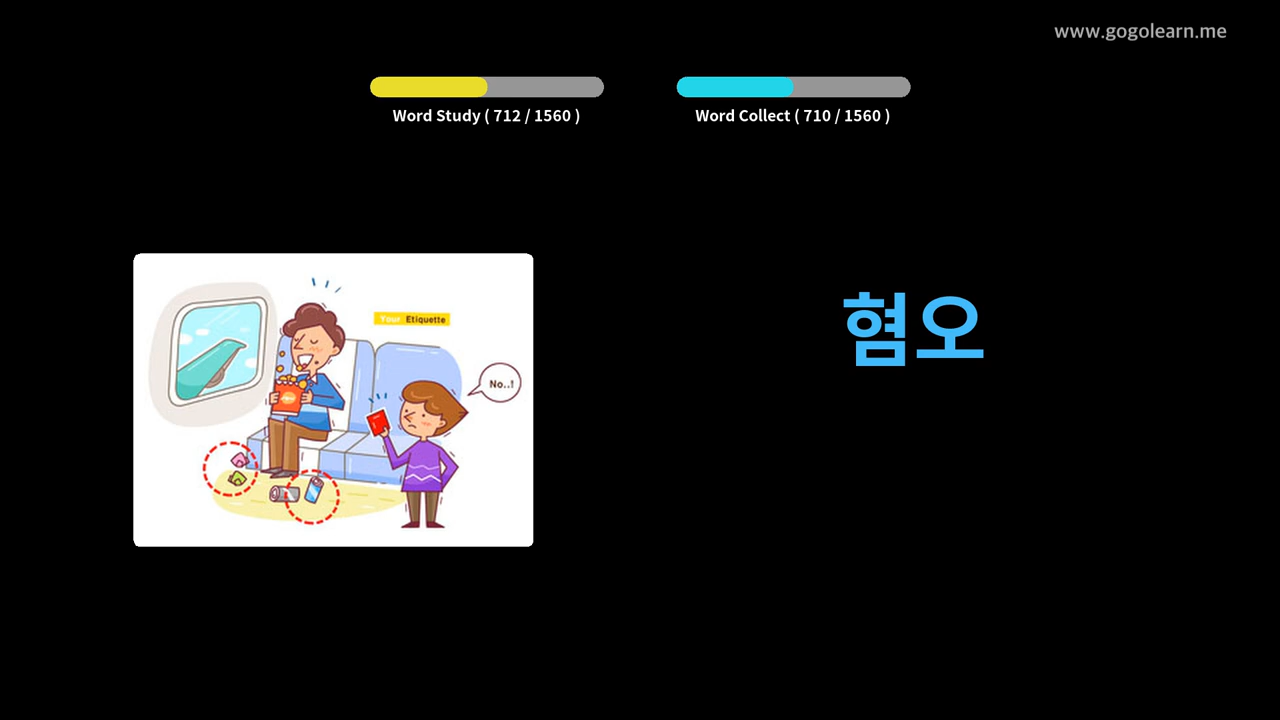 www.gogolearn.me
Word Study ( 712 / 1560 )
Word Collect ( 710 / 1560 )
Your Etiquette
No..!
혐오